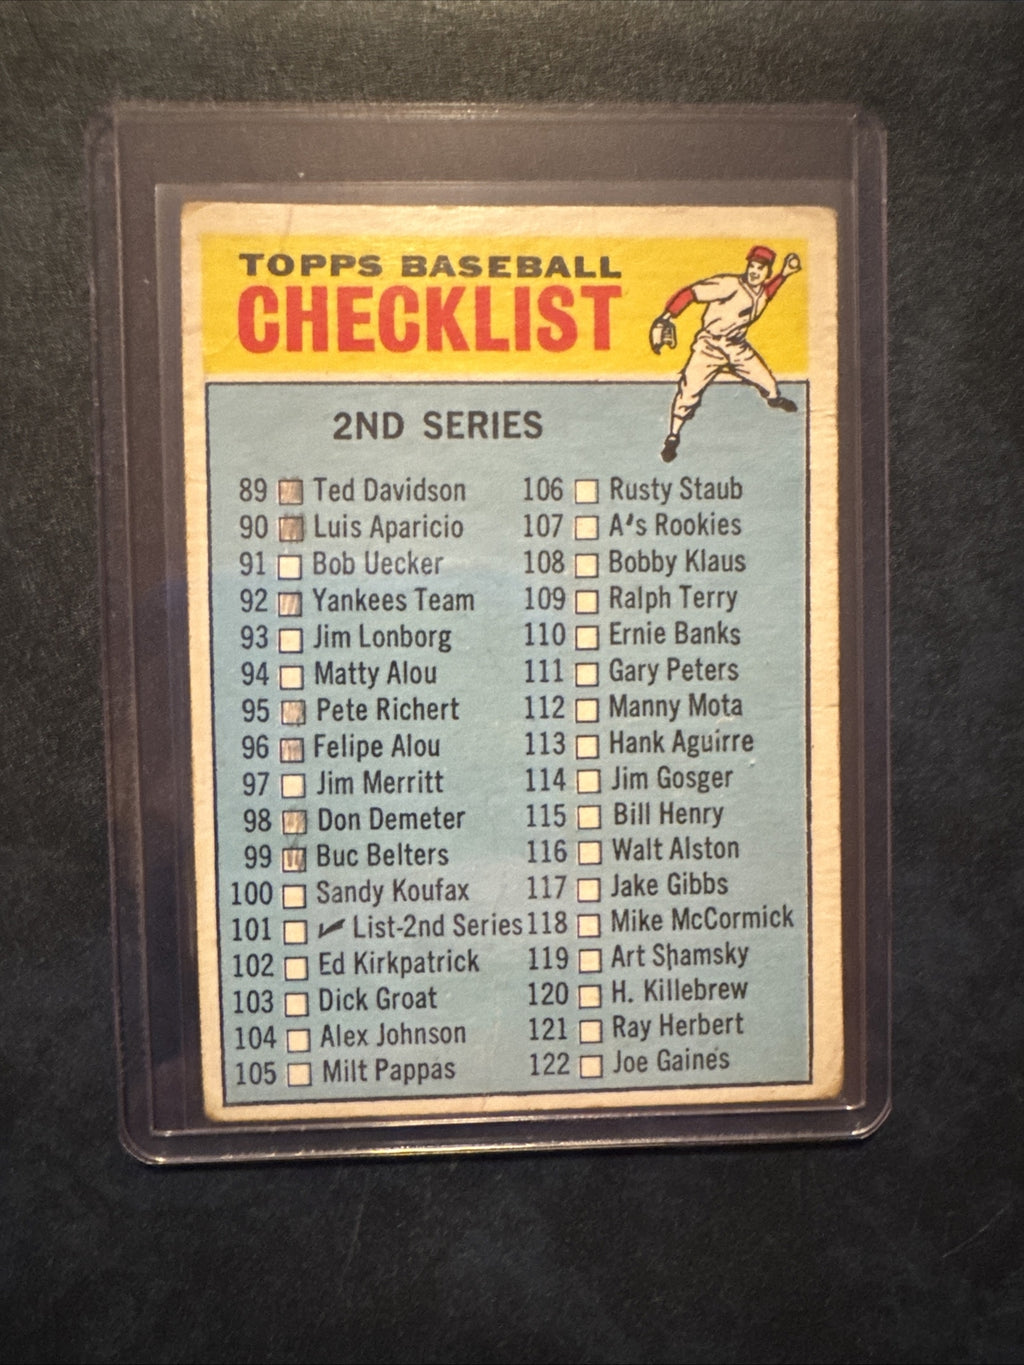 TOPPS BASEBALL
CHECKLIST
2ND SERIES
89 Ted Davidson
90 Luis Aparicio
91 Bob Uecker
92 Yankees Team
93 Jim Lonborg
94 Matty Alou
95 Pete Richert
96 Felipe Alou
97 Jim Merritt
98 Don Demeter
99 Buc Belters
100 Sandy Koufax
101 ✓ List-2nd Series
102 Ed Kirkpatrick
103 Dick Groat
104 Alex Johnson
105 Milt Pappas
106 Rusty Staub
107 A's Rookies
108 Bobby Klaus
109 Ralph Terry
110 Ernie Banks
111 Gary Peters
112 Manny Mota
113 Hank Aguirre
114 Jim Gosger
115 Bill Henry
116 Walt Alston
117 Jake Gibbs
118 Mike McCormick
119 Art Shamsky
120 H. Killebrew
121 Ray Herbert
122 Joe Gaines